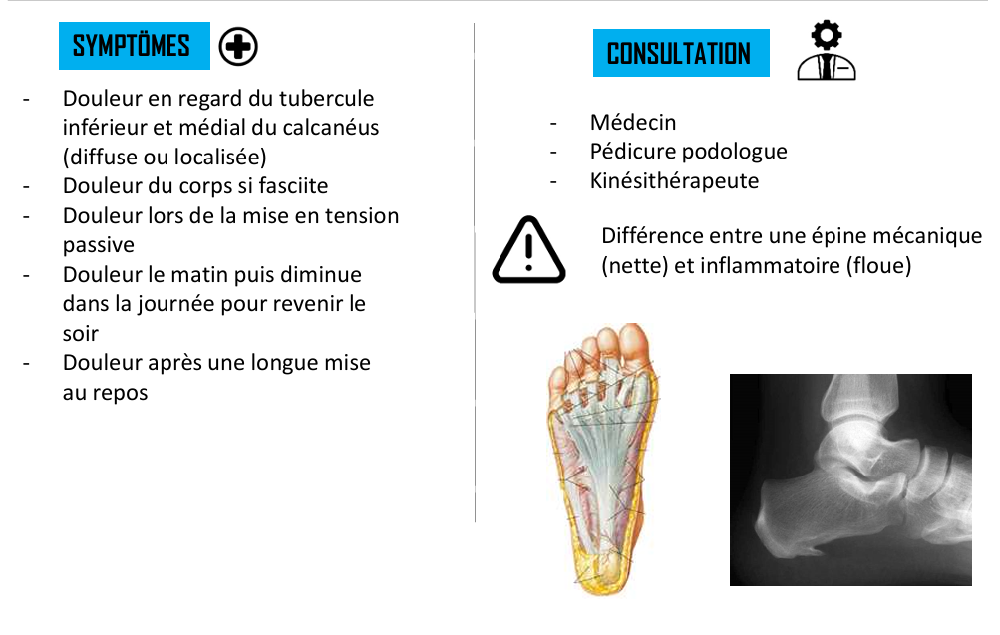 SYMPTÖMES
- Douleur en regard du tubercule
inférieur et médial du calcanéus
(diffuse ou localisée)
- Douleur du corps si fasciite
- Douleur lors de la mise en tension
passive
- Douleur le matin puis diminue
dans la journée pour revenir le
soir
- Douleur après une longue mise
au repos
CONSULTATION
- Médecin
- Pédicure podologue
- Kinésithérapeute
Différence entre une épine mécanique
(nette) et inflammatoire (floue)